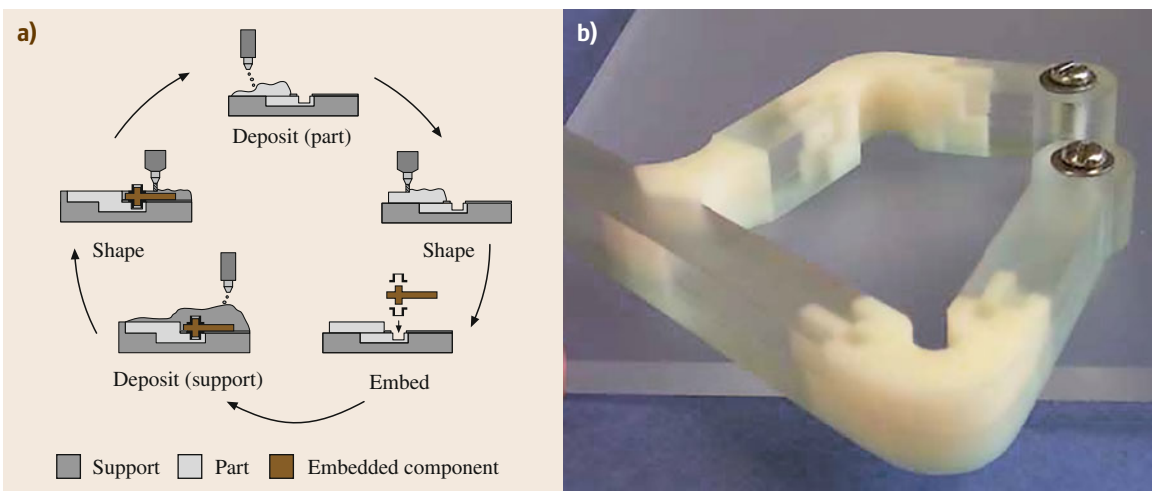 a)
Deposit (part)
Shape
Shape
Deposit (support)
Embed
Support
Part
Embedded component
b)